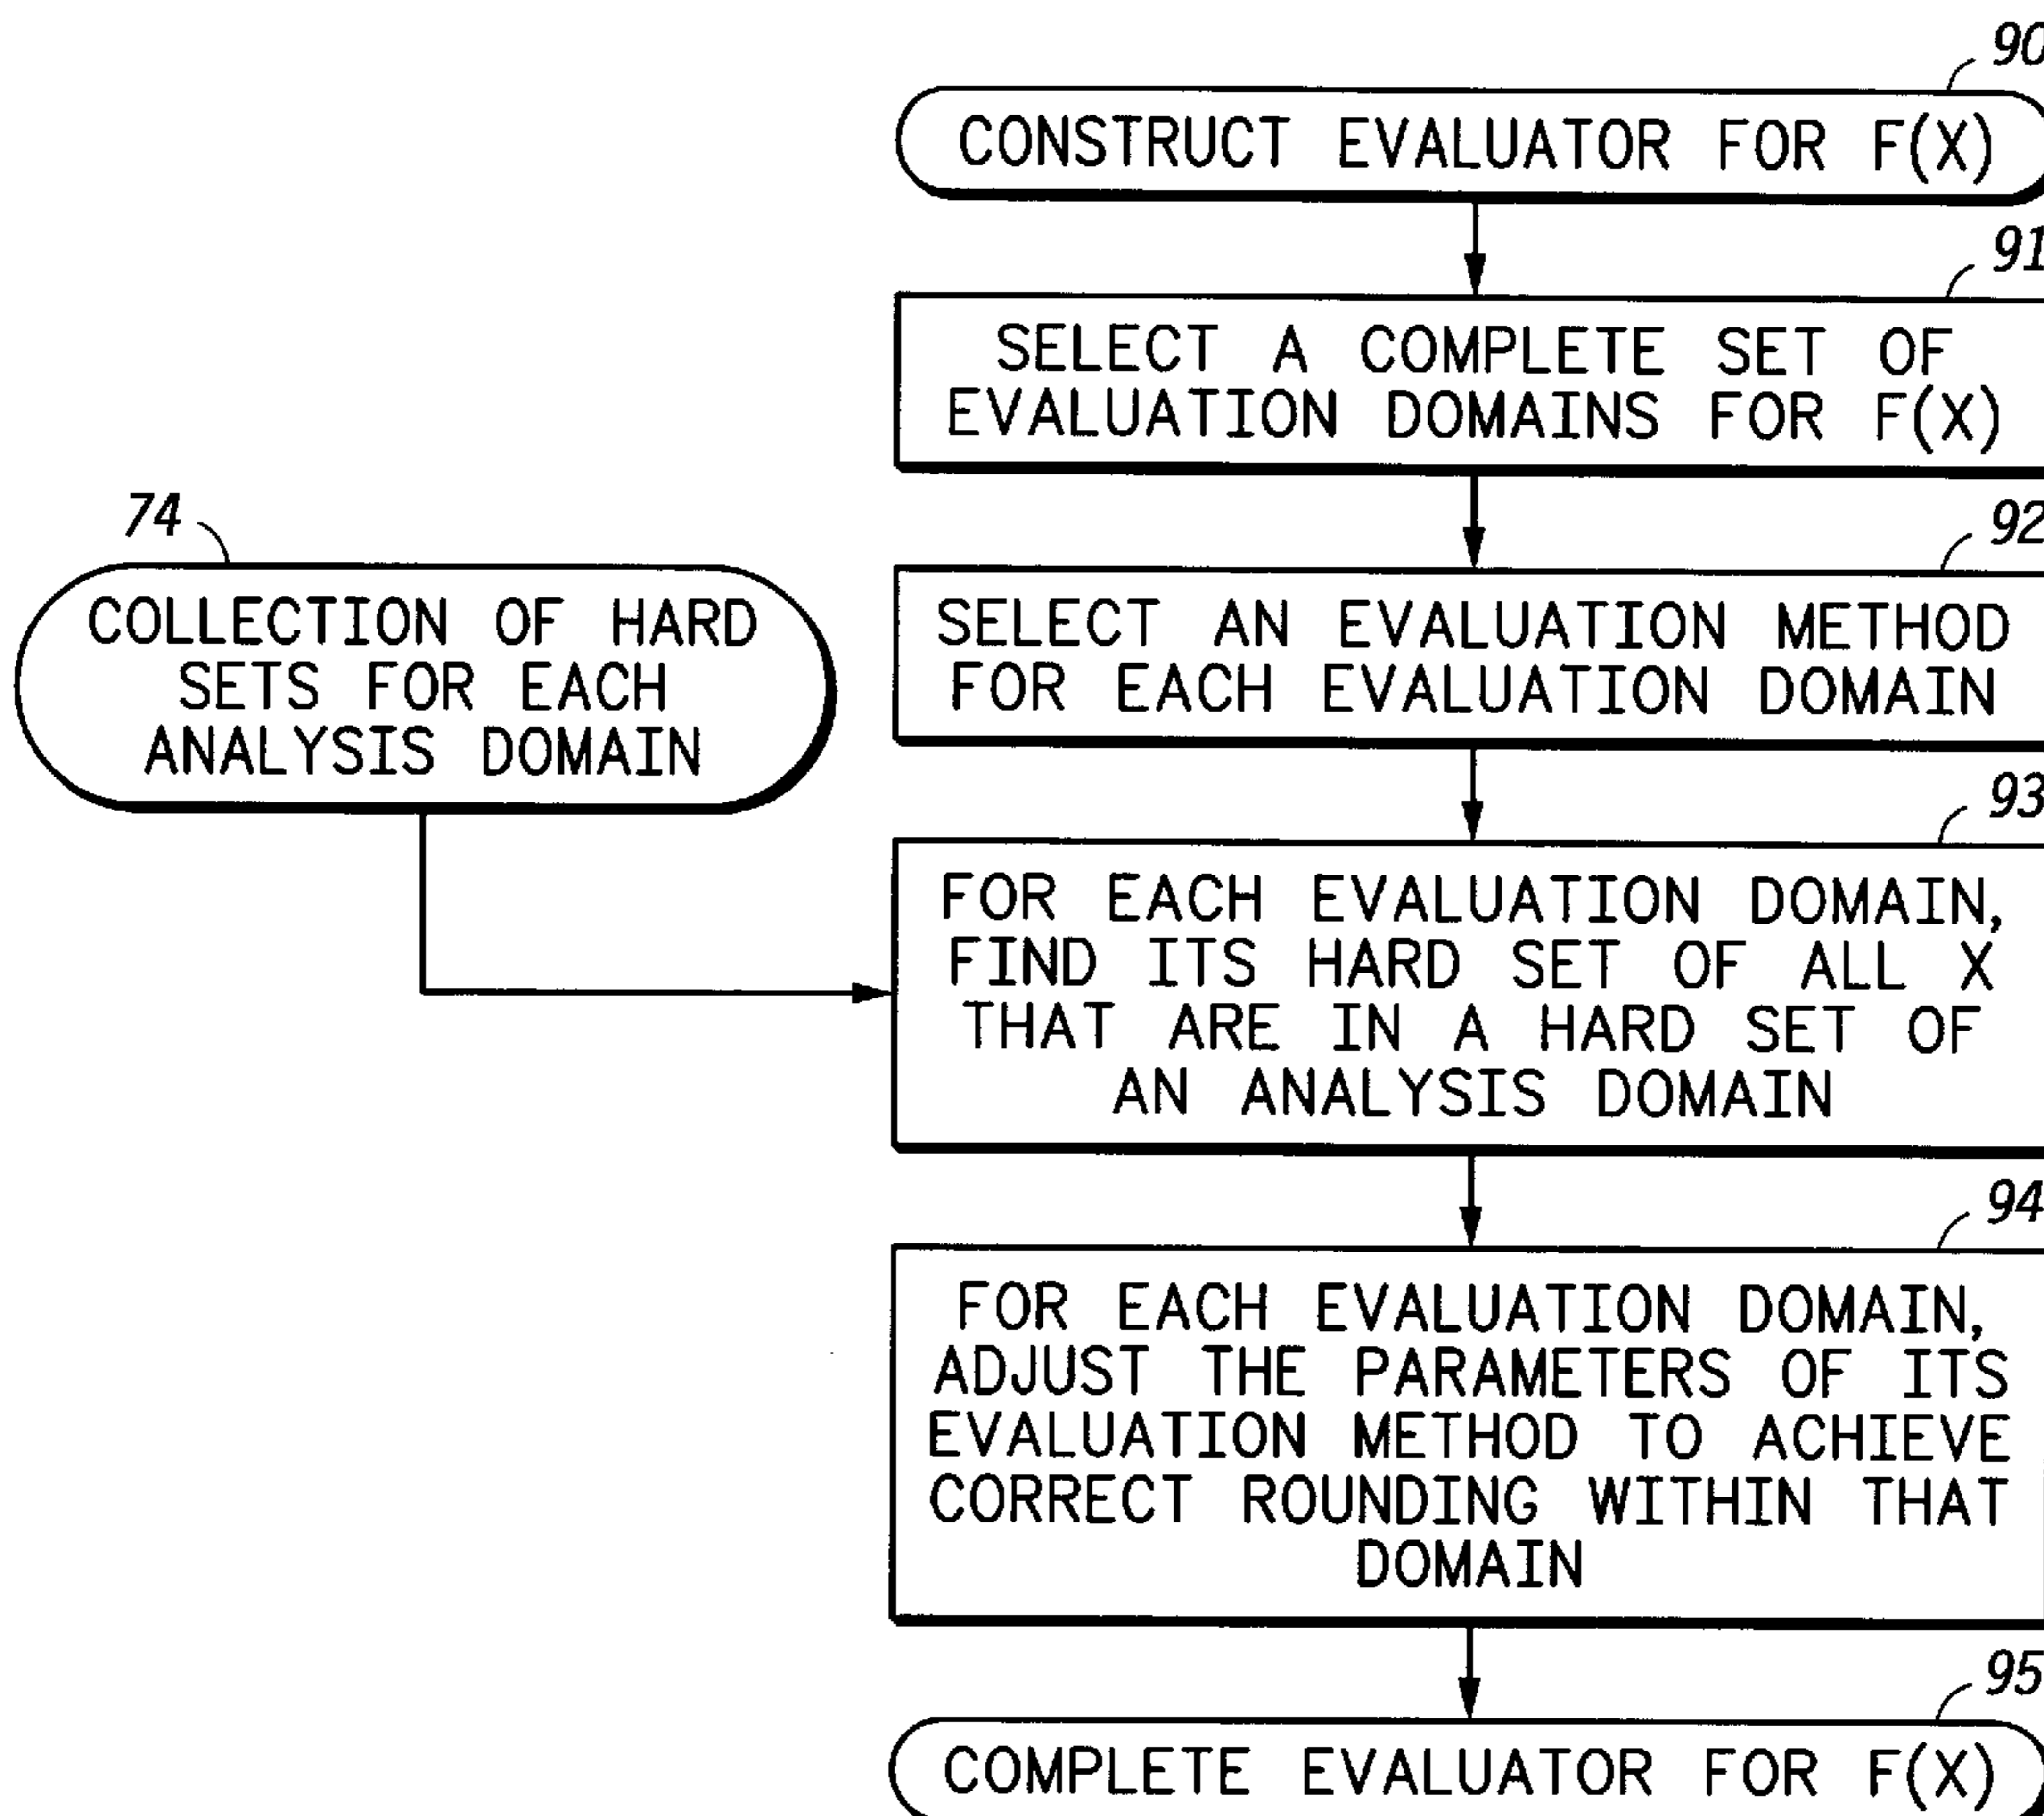 90
CONSTRUCT EVALUATOR FOR F(X)
91
SELECT A COMPLETE SET OF
EVALUATION DOMAINS FOR F(X)
74
COLLECTION OF HARD
SETS FOR EACH
ANALYSIS DOMAIN
92
SELECT AN EVALUATION METHOD
FOR EACH EVALUATION DOMAIN
93
FOR EACH EVALUATION DOMAIN,
FIND ITS HARD SET OF ALL X
THAT ARE IN A HARD SET OF
AN ANALYSIS DOMAIN
94
FOR EACH EVALUATION DOMAIN,
ADJUST THE PARAMETERS OF ITS
EVALUATION METHOD TO ACHIEVE
CORRECT ROUNDING WITHIN THAT
DOMAIN
95
COMPLETE EVALUATOR FOR F(X)